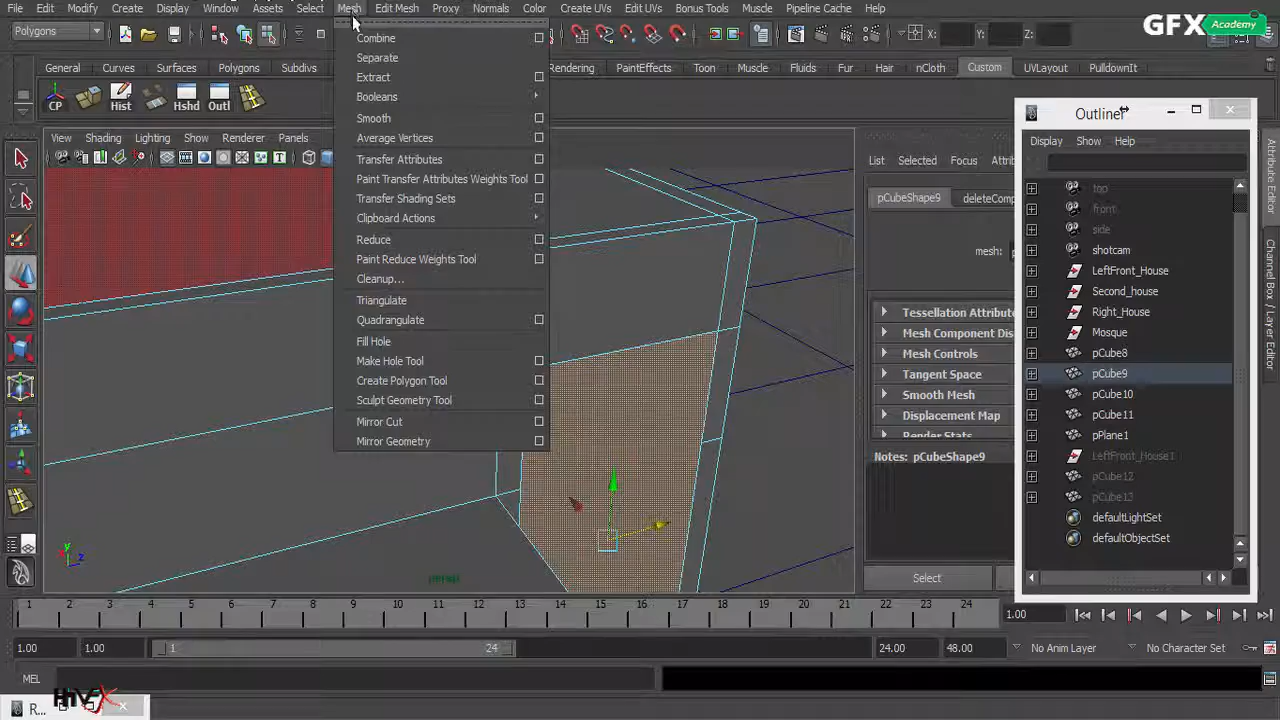 File Edit Modify Create Display Window Assets Select Mesh Edit Mesh Proxy Normals Color Create UVs Edit UVs Bonus Tools Muscle Pipeline Cache Help
GFX Academy
Polygons
X: Y: Z:
General Curves Surfaces Polygons Subdivs Rendering PaintEffects Toon Muscle Fluids Fur Hair nCloth Custom UVLayout PulldownIt
CP Hist Hshd Outl
View Shading Lighting Show Renderer Panels
Combine
Separate
Extract
Booleans
Smooth
Average Vertices
Transfer Attributes
Paint Transfer Attributes Weights Tool
Transfer Shading Sets
Clipboard Actions
Reduce
Paint Reduce Weights Tool
Cleanup...
Triangulate
Quadrangulate
Fill Hole
Make Hole Tool
Create Polygon Tool
Sculpt Geometry Tool
Mirror Cut
Mirror Geometry
List Selected Focus Attri
pCubeShape9 deleteComp
mesh:
Tessellation Attribute
Mesh Component Dis
Mesh Controls
Tangent Space
Smooth Mesh
Displacement Map
Render Stats
Notes: pCubeShape9
Select
Outliner
Display Show Help
top
front
side
shotcam
LeftFront_House
Second_house
Right_House
Mosque
pCube8
pCube9
pCube10
pCube11
pPlane1
LeftFront_House1
pCube12
pCube13
defaultLightSet
defaultObjectSet
Attribute Editor
Channel Box / Layer Editor
y z
persp
1 2 3 4 5 6 7 8 9 10 11 12 13 14 15 16 17 18 19 20 21 22 23 24
1.00
1.00 1.00 1 24 24.00 48.00 No Anim Layer No Character Set
MEL
R...